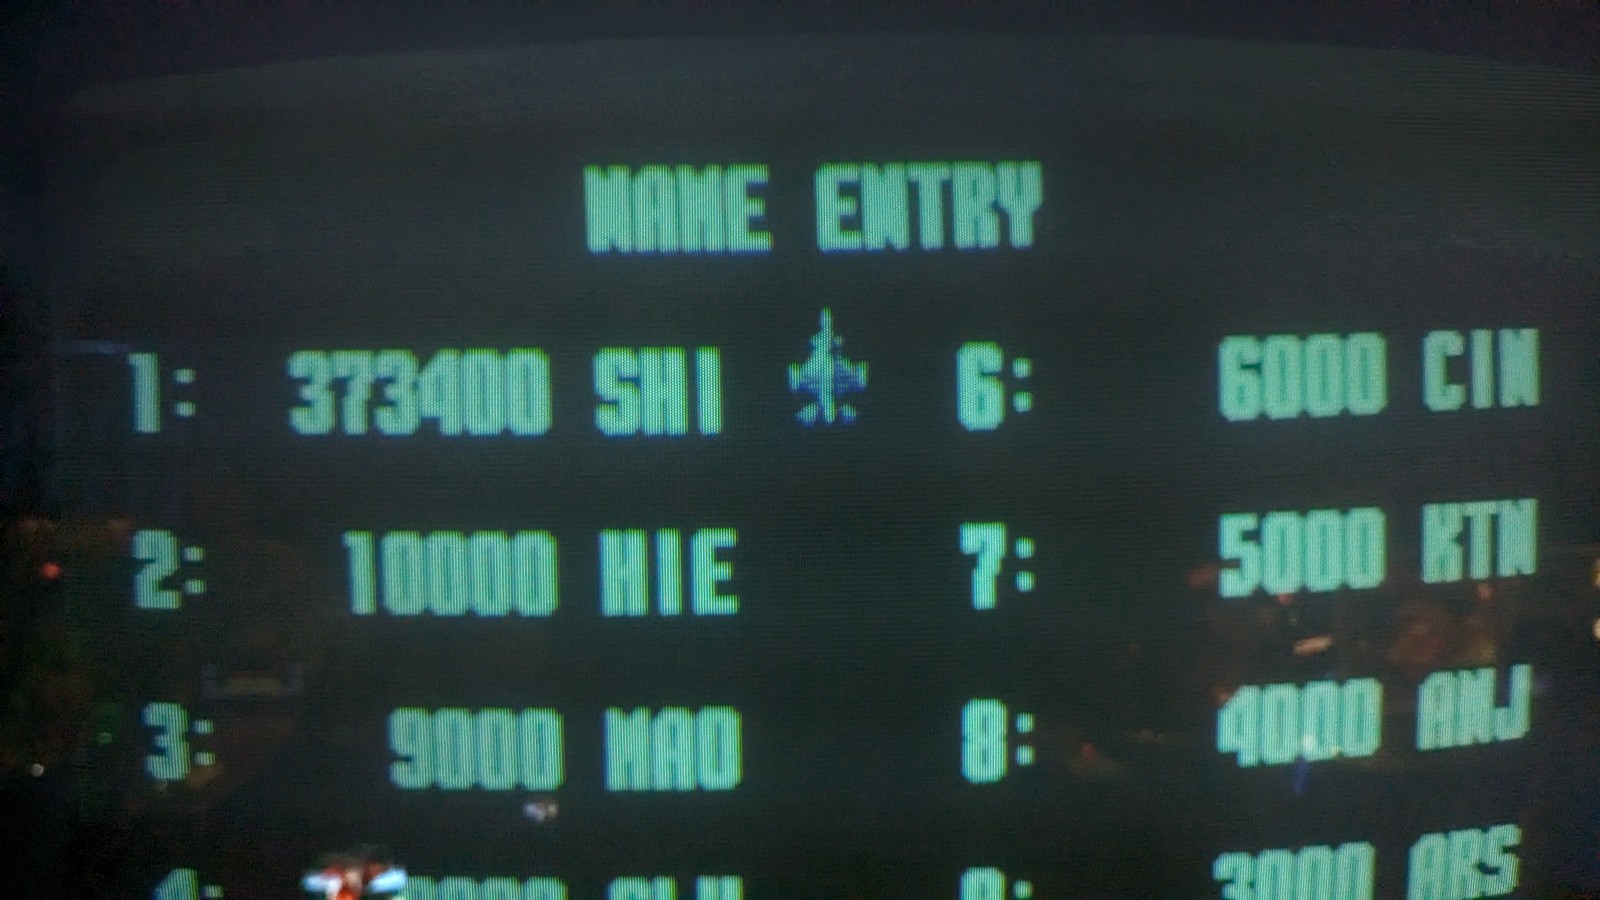 NAME ENTRY
1: 373400 SHI
6: 6000 CIN
2: 10000 HIE
7: 5000 KTN
3: 9000 MAO
8: 4000 ANJ
3000 ABS